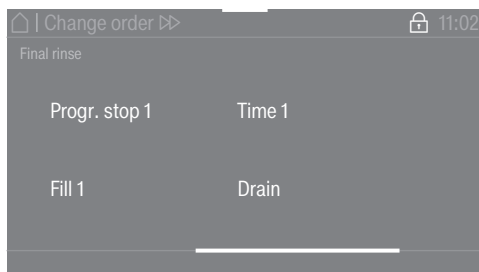 | Change order ▷▷ 11:02
Final rinse
Progr. stop 1 Time 1
Fill 1 Drain